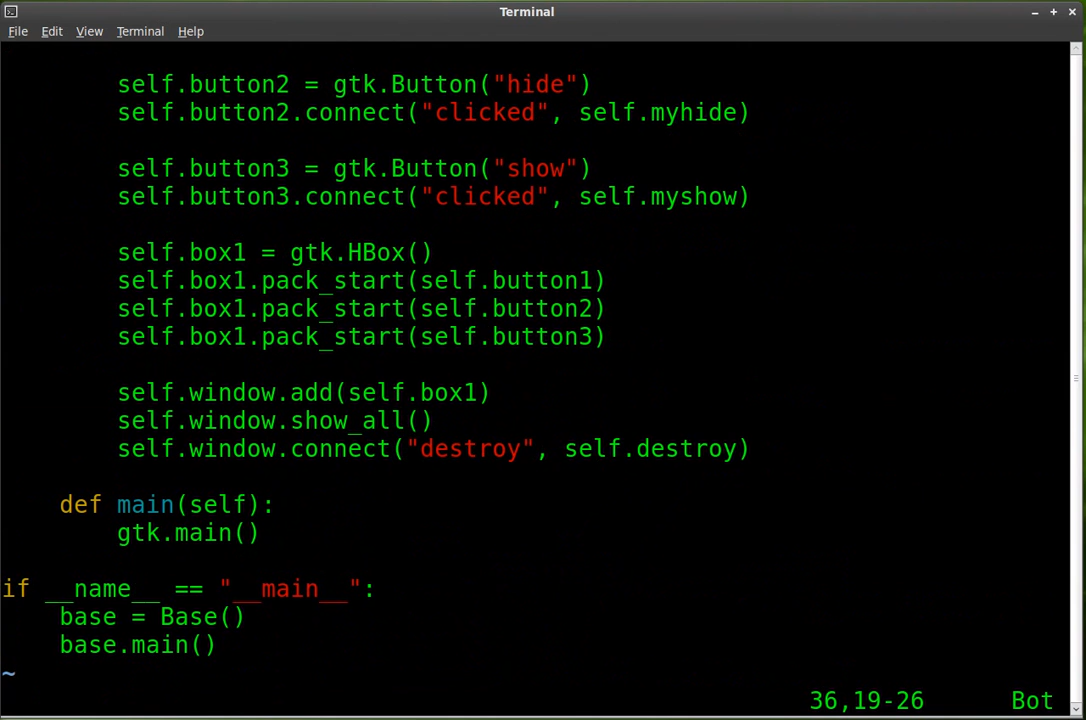 Terminal
File Edit View Terminal Help
self.button2 = gtk.Button("hide")
self.button2.connect("clicked", self.myhide)
self.button3 = gtk.Button("show")
self.button3.connect("clicked", self.myshow)
self.box1 = gtk.HBox()
self.box1.pack_start(self.button1)
self.box1.pack_start(self.button2)
self.box1.pack_start(self.button3)
self.window.add(self.box1)
self.window.show_all()
self.window.connect("destroy", self.destroy)
def main(self):
gtk.main()
if __name__ == "__main__":
base = Base()
base.main()
~
36,19-26 Bot